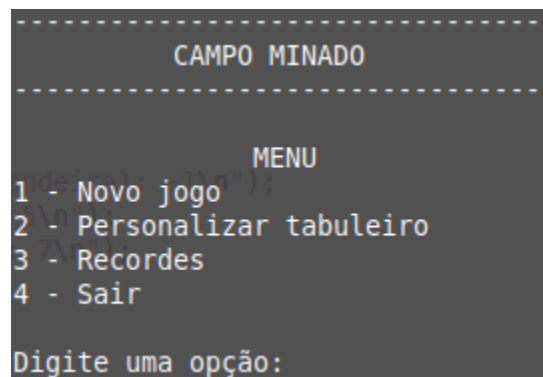 ----------------------------------
CAMPO MINADO
----------------------------------
MENU
1 - Novo jogo
2 - Personalizar tabuleiro
3 - Recordes
4 - Sair
Digite uma opção: